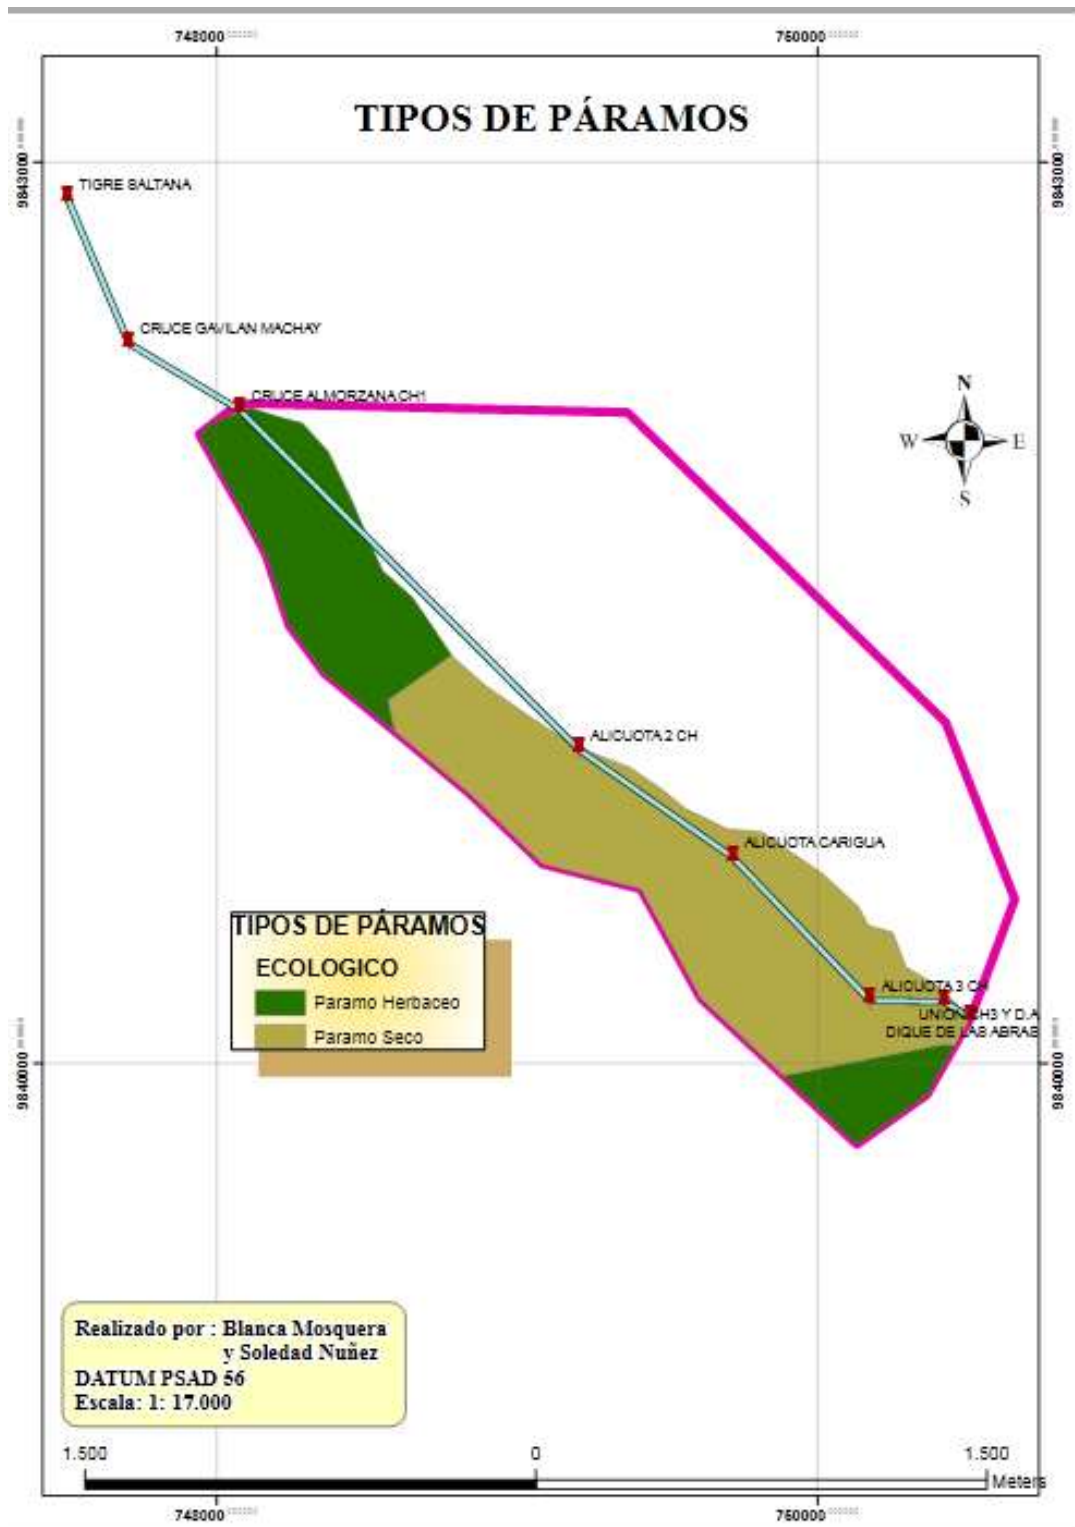 748000
750000
TIPOS DE PÁRAMOS
9843000
9843000
TIGRE SALTANA
CRUCE GAVILAN MACHAY
CRUCE ALMORZANA CH1
N
W
E
S
ALICUOTA 2 CH
ALICUOTA CARIGUA
TIPOS DE PÁRAMOS
ECOLOGICO
Paramo Herbaceo
Paramo Seco
ALICUOTA 3 CH
UNION CH3 Y D.A
DIQUE DE LAS ABRAS
9840000
9840000
Realizado por : Blanca Mosquera
y Soledad Nuñez
DATUM PSAD 56
Escala: 1: 17.000
1.500
0
1.500
Meters
748000
750000